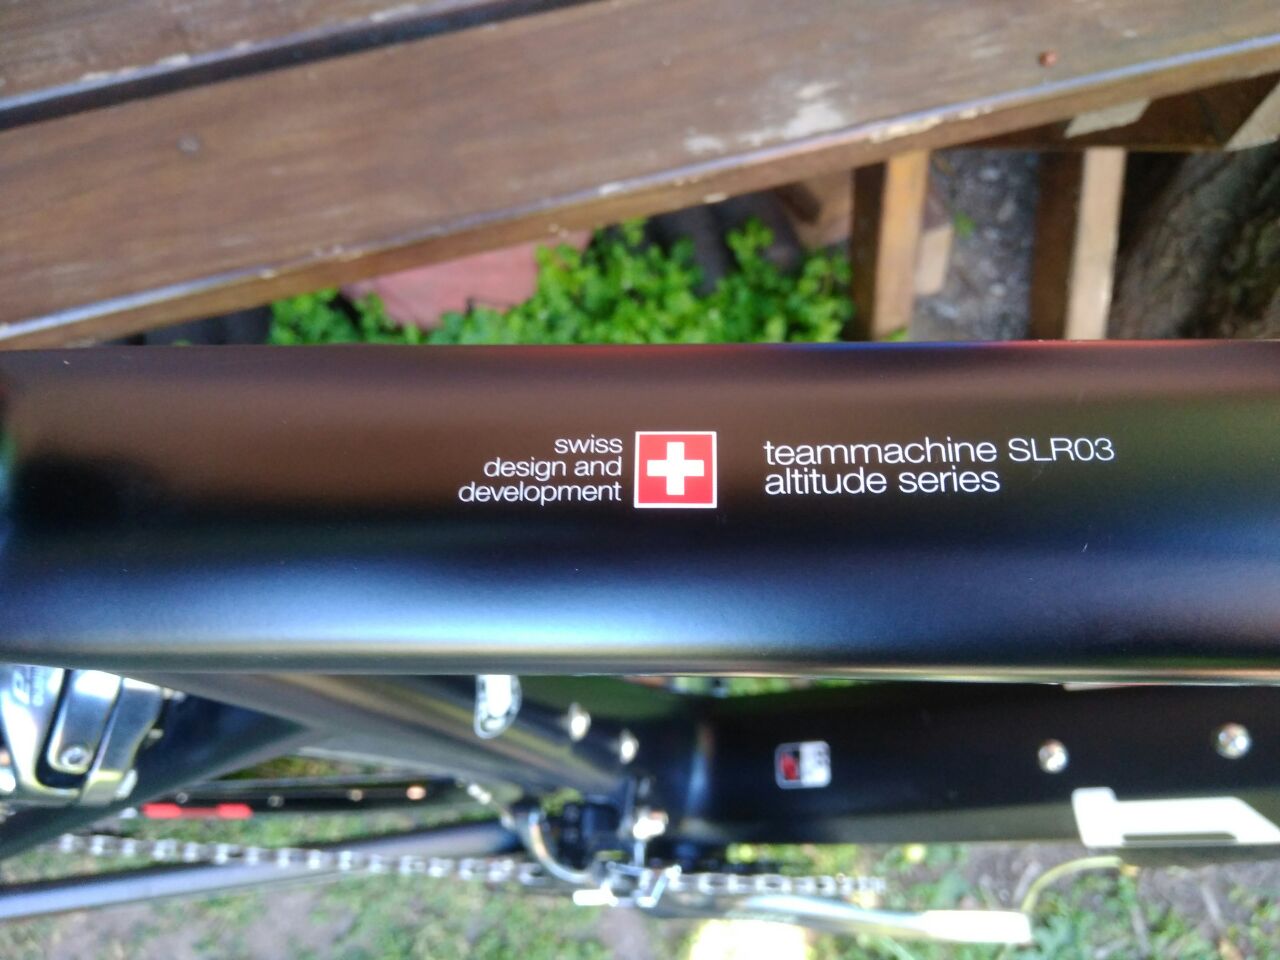 swiss
design and
development
teammachine SLR03
altitude series